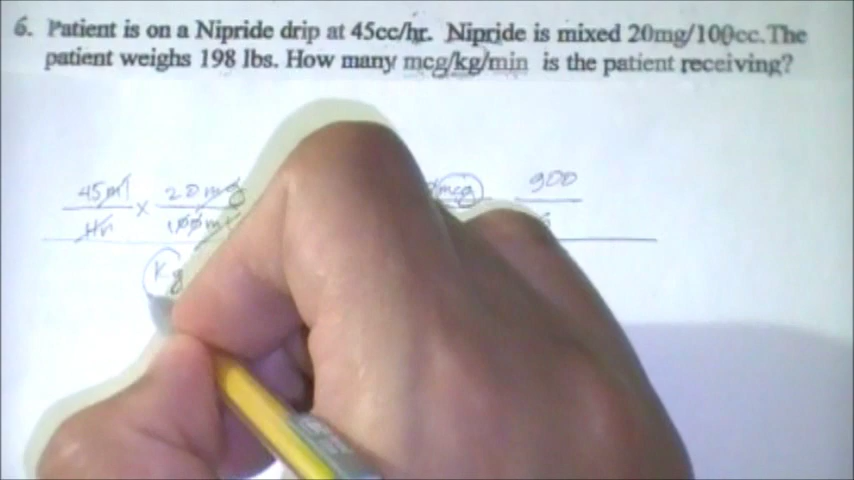 6. Patient is on a Nipride drip at 45cc/hr. Nipride is mixed 20mg/100cc. The
patient weighs 198 lbs. How many mcg/kg/min is the patient receiving?
45ml x 20mg mcg 900
Hr 100ml
Kg